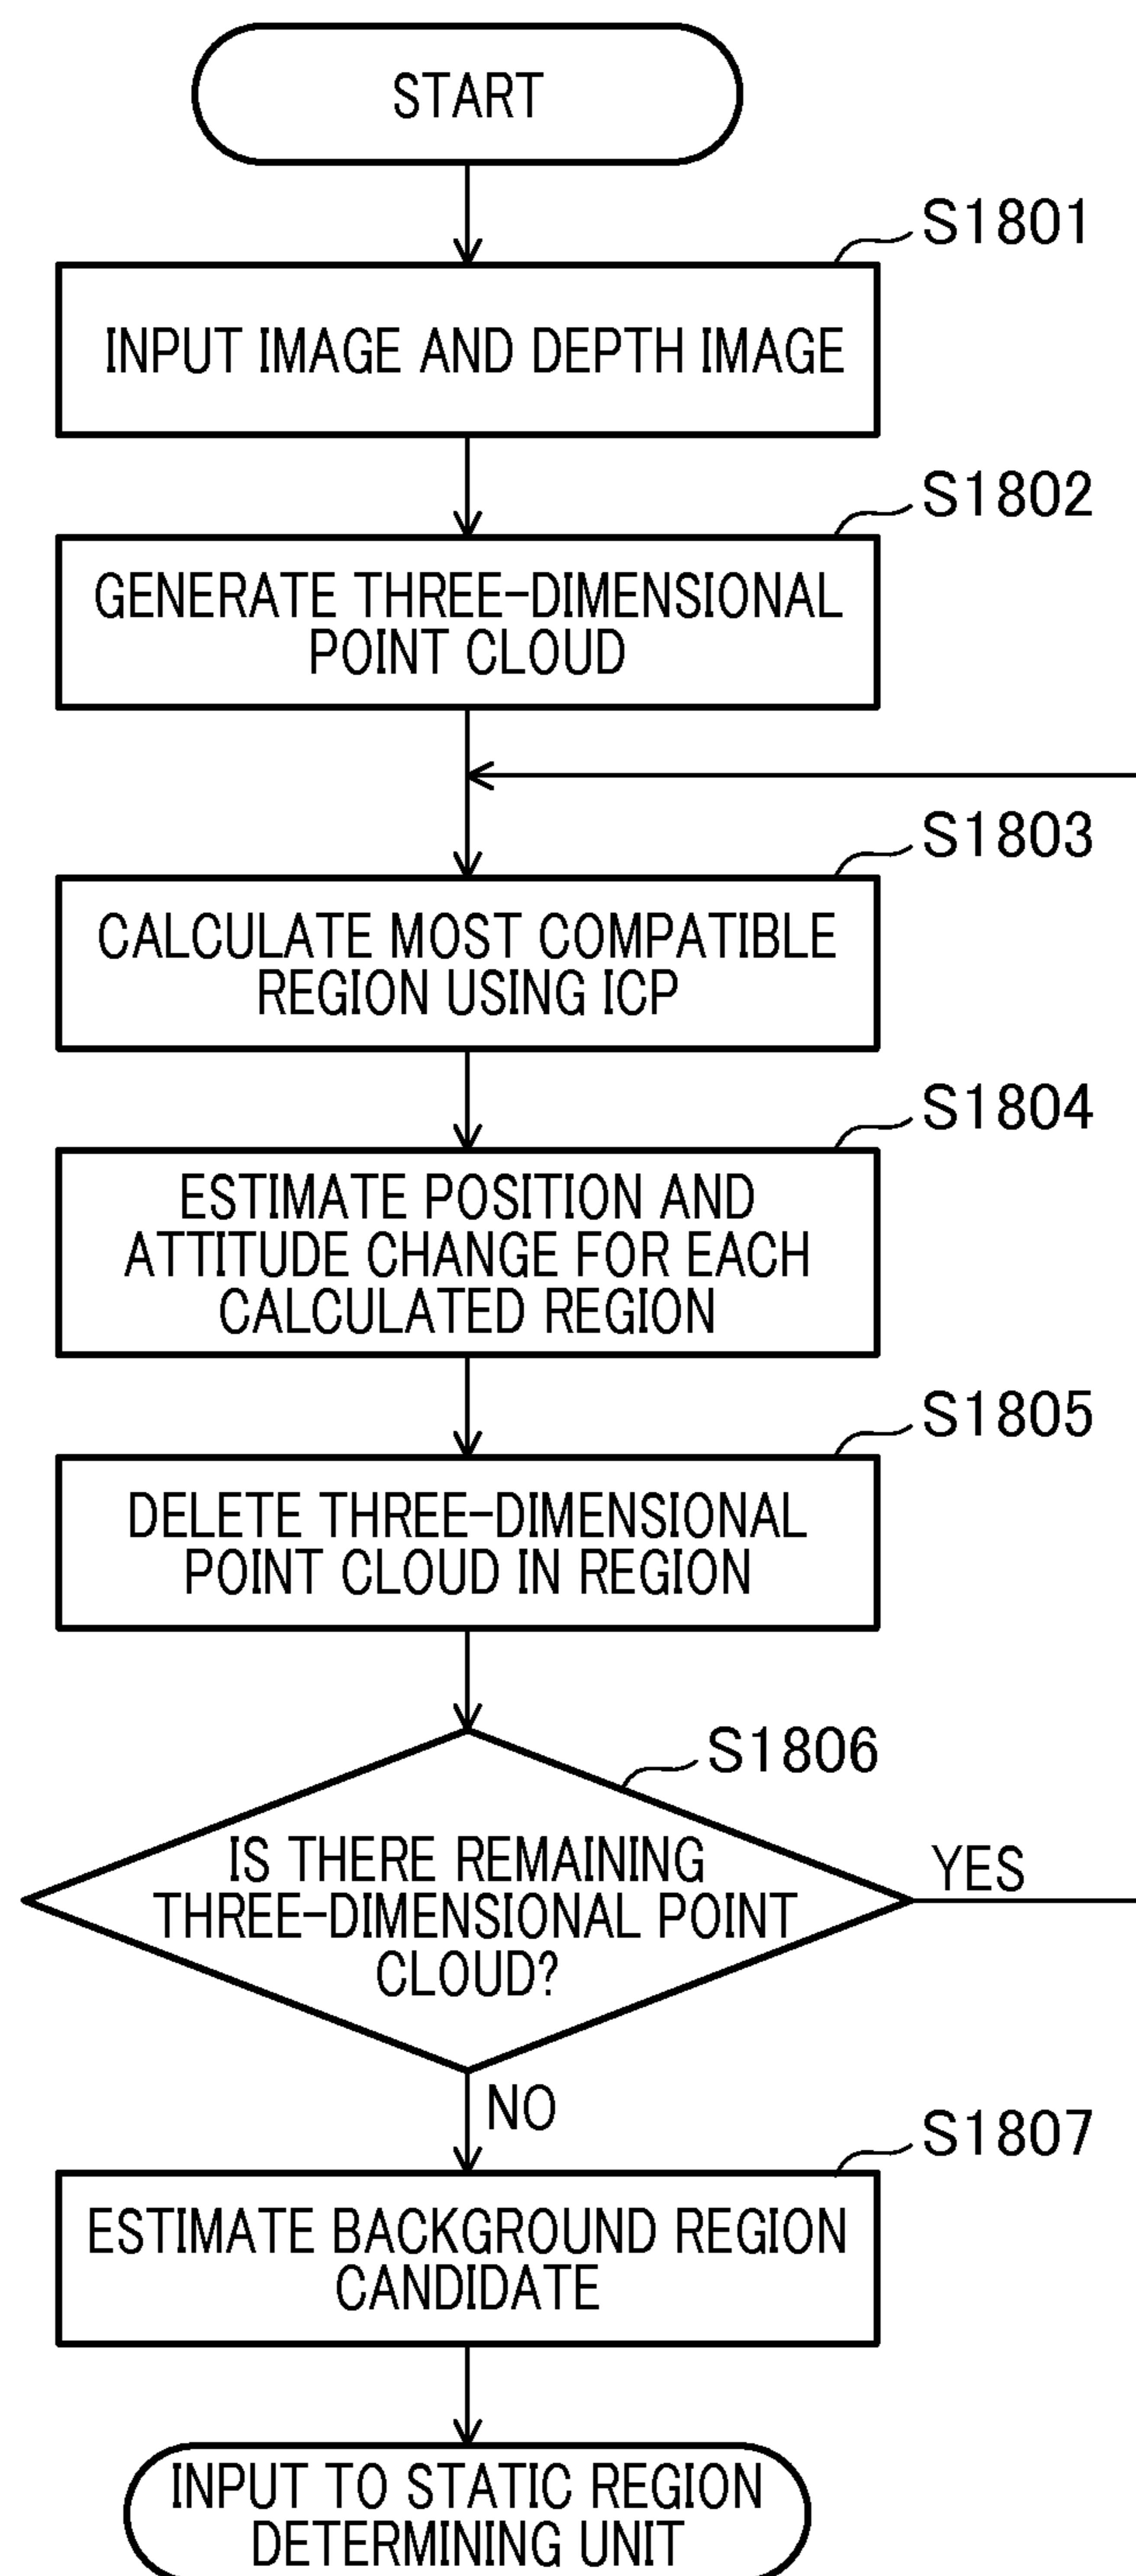 START
S1801
INPUT IMAGE AND DEPTH IMAGE
S1802
GENERATE THREE-DIMENSIONAL
POINT CLOUD
S1803
CALCULATE MOST COMPATIBLE
REGION USING ICP
S1804
ESTIMATE POSITION AND
ATTITUDE CHANGE FOR EACH
CALCULATED REGION
S1805
DELETE THREE-DIMENSIONAL
POINT CLOUD IN REGION
S1806
IS THERE REMAINING
THREE-DIMENSIONAL POINT
CLOUD?
YES
NO
S1807
ESTIMATE BACKGROUND REGION
CANDIDATE
INPUT TO STATIC REGION
DETERMINING UNIT